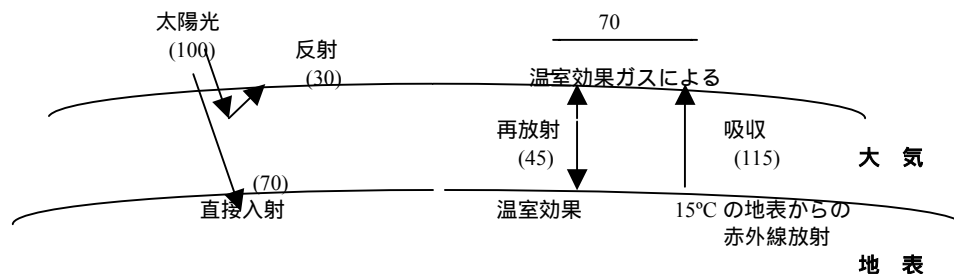 太陽光
(100)
反射
(30)
70
温室効果ガスによる
再放射
(45)
吸収
(115)
大 気
(70)
直接入射
温室効果
15ºC の地表からの
赤外線放射
地 表